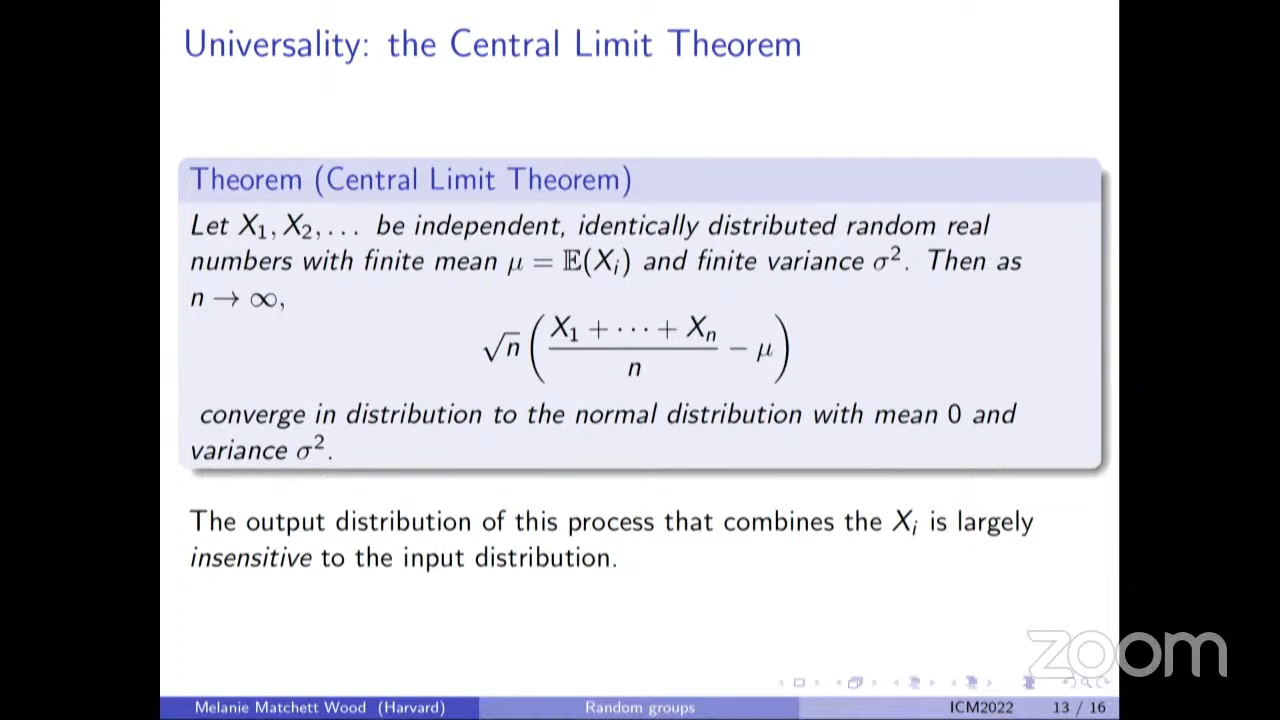 Universality: the Central Limit Theorem
Theorem (Central Limit Theorem)
Let X₁, X₂, . . . be independent, identically distributed random real
numbers with finite mean μ = 𝔼(Xᵢ) and finite variance σ². Then as
n → ∞,
√n ( (X₁ + · · · + Xₙ)/n − μ )
converge in distribution to the normal distribution with mean 0 and
variance σ².
The output distribution of this process that combines the Xᵢ is largely
insensitive to the input distribution.
zoom
Melanie Matchett Wood (Harvard) Random groups ICM2022 13 / 16